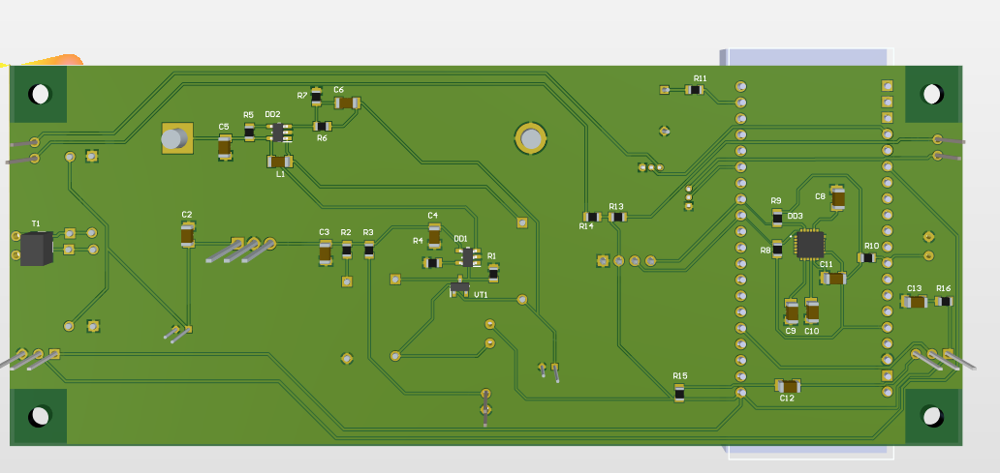 R11
R7
C6
R5
DD2
C5
R6
L1
C8
R9
R13
C4
C2
DD3
T1
R14
C3
R2
R3
R4
DD1
R8
R10
R1
C11
VT1
C13
R16
C9
C10
R15
C12